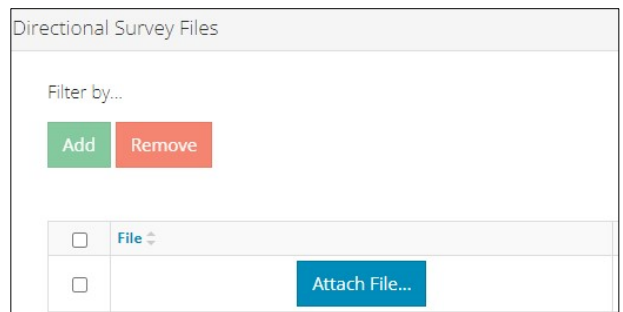 Directional Survey Files
Filter by...
Add Remove
File
Attach File...